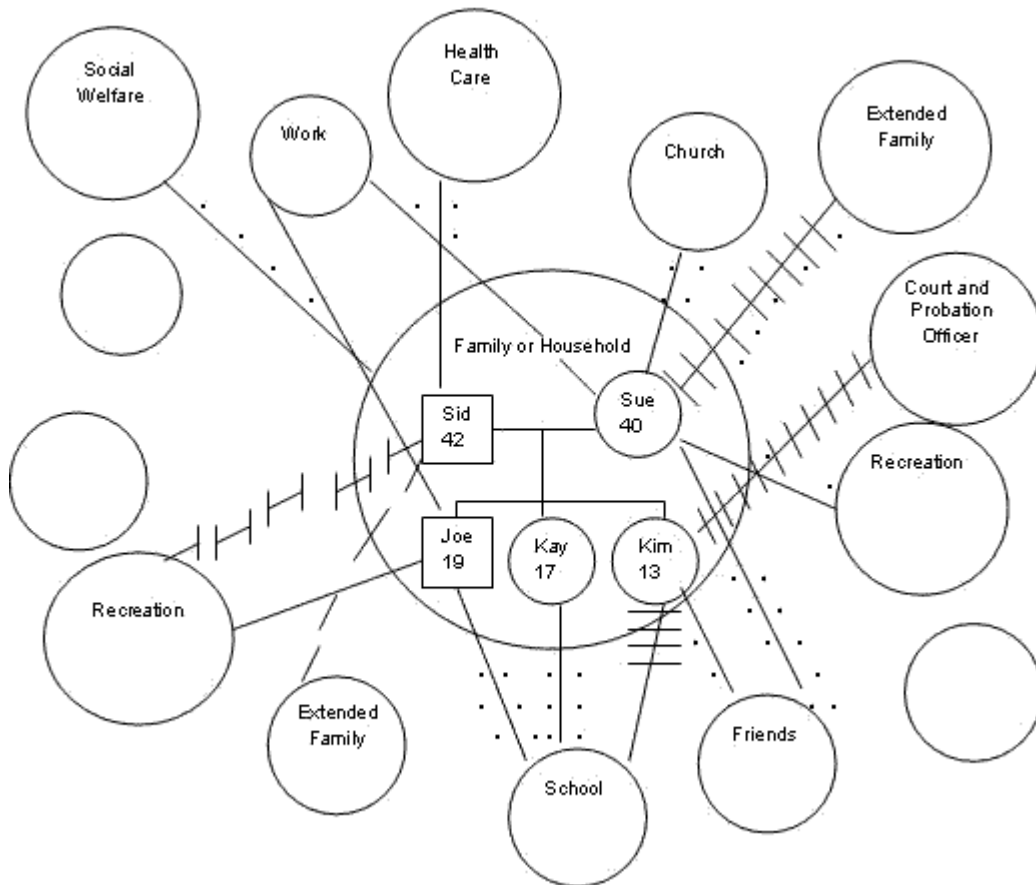 Social
Welfare
Work
Health
Care
Church
Extended
Family
Court and
Probation
Officer
Family or Household
Sid
42
Sue
40
Recreation
Joe
19
Kay
17
Kim
13
Recreation
Extended
Family
School
Friends